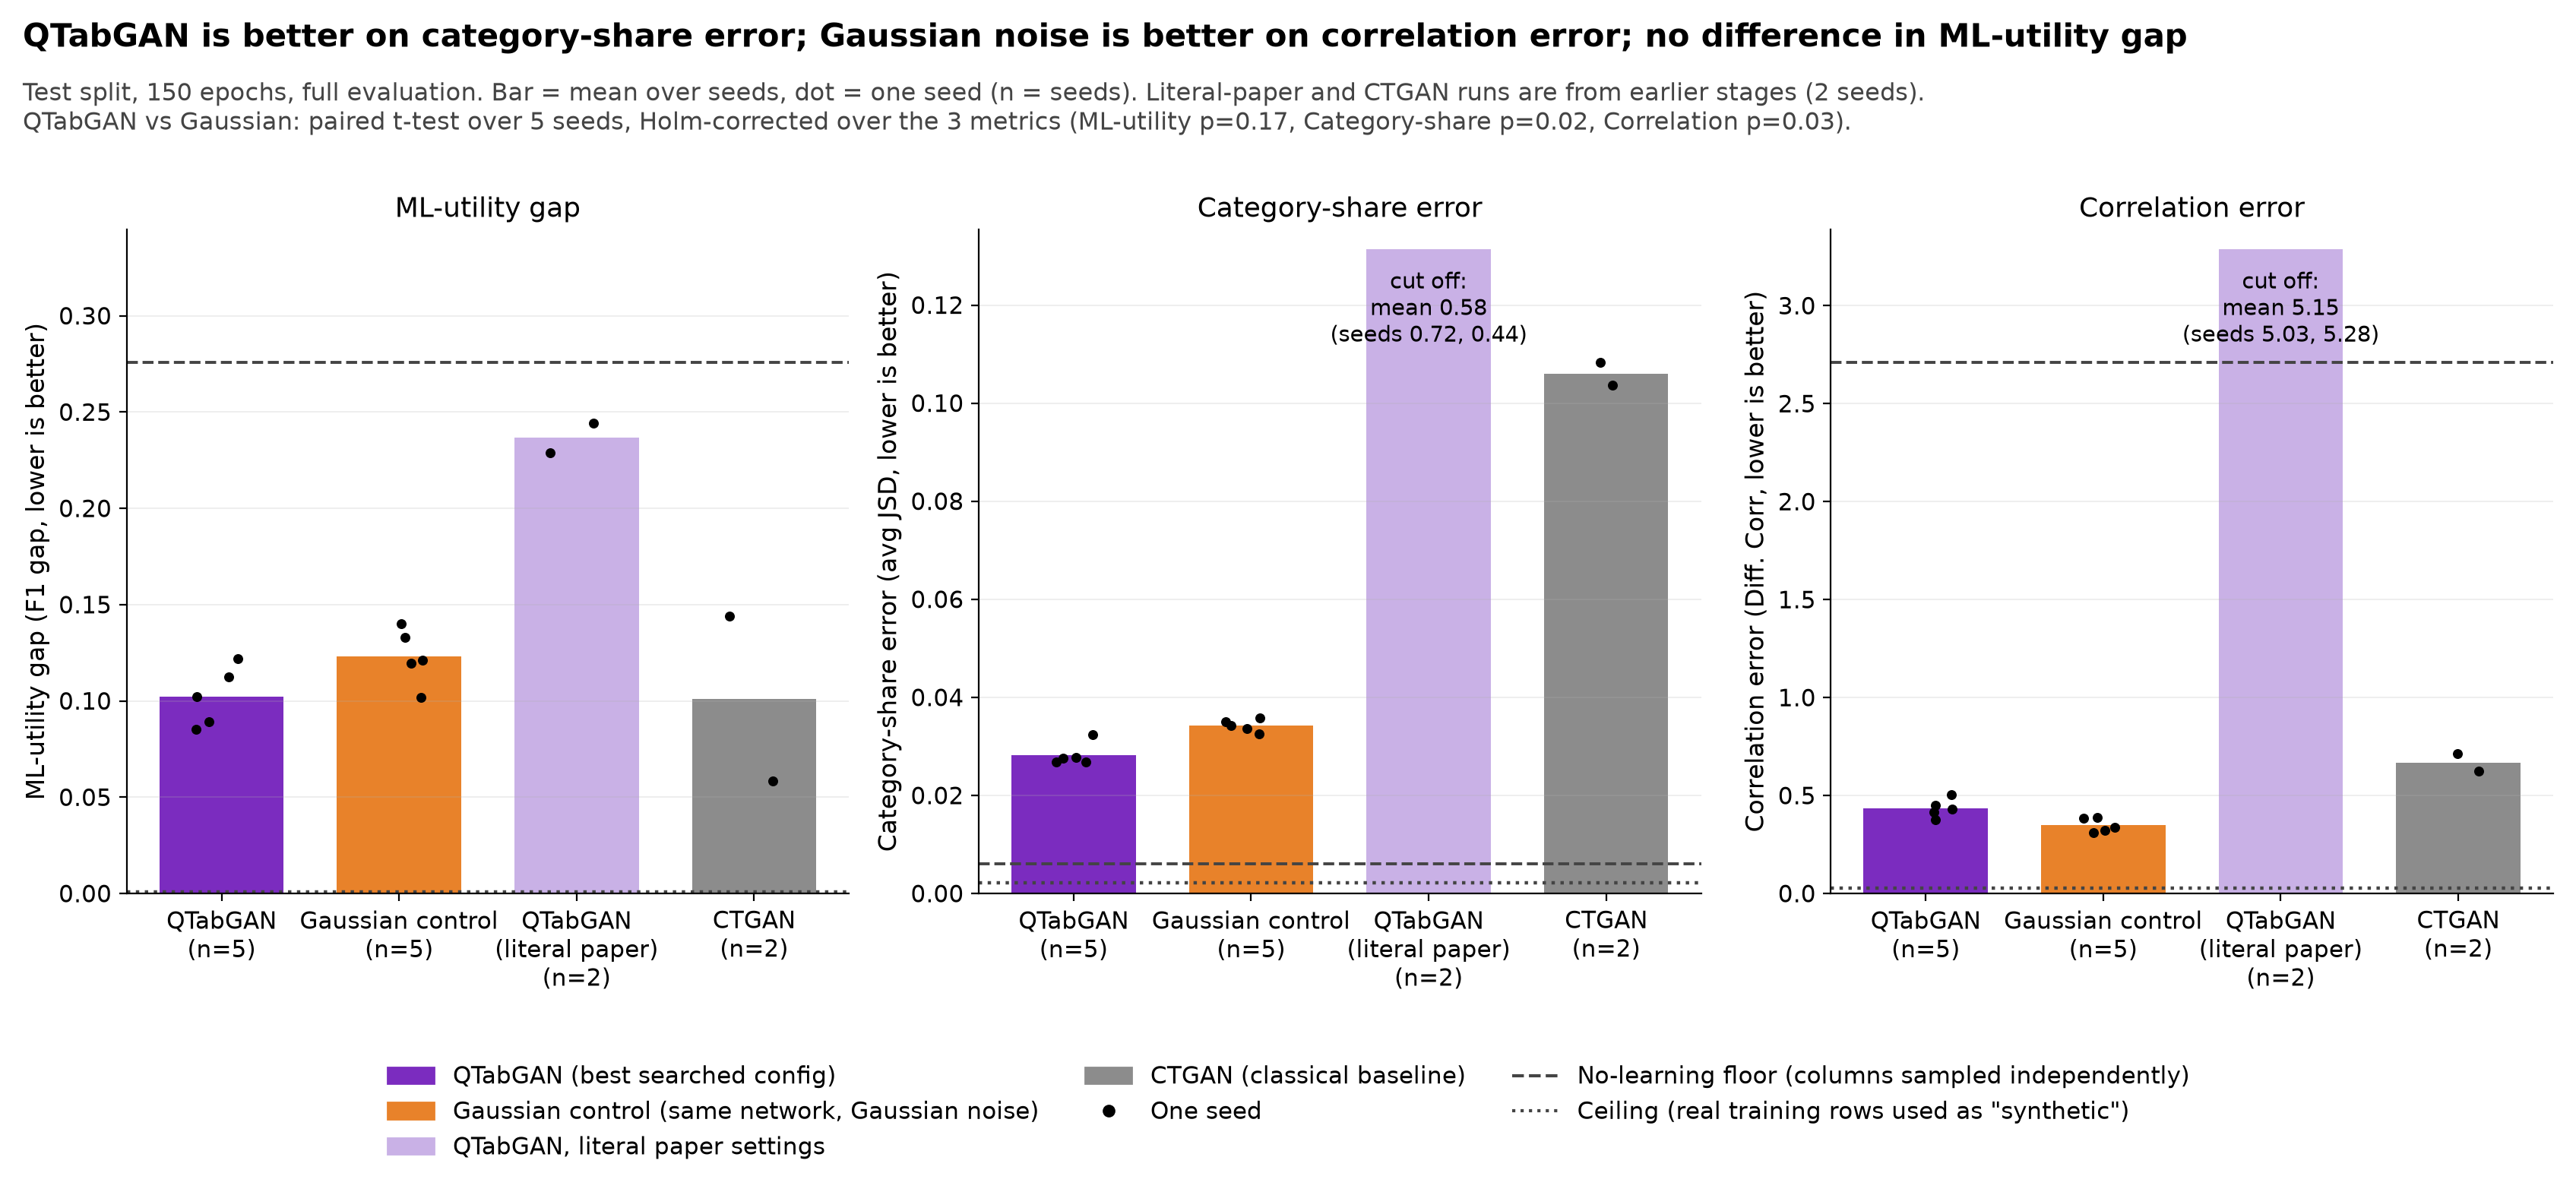 QTabGAN is better on category-share error; Gaussian noise is better on correlation error; no difference in ML-utility gap
Test split, 150 epochs, full evaluation. Bar = mean over seeds, dot = one seed (n = seeds). Literal-paper and CTGAN runs are from earlier stages (2 seeds).
QTabGAN vs Gaussian: paired t-test over 5 seeds, Holm-corrected over the 3 metrics (ML-utility p=0.17, Category-share p=0.02, Correlation p=0.03).
ML-utility gap
ML-utility gap (F1 gap, lower is better)
0.30
0.25
0.20
0.15
0.10
0.05
0.00
QTabGAN
(n=5)
Gaussian control
(n=5)
QTabGAN
(literal paper)
(n=2)
CTGAN
(n=2)
Category-share error
Category-share error (avg JSD, lower is better)
0.12
0.10
0.08
0.06
0.04
0.02
0.00
cut off:
mean 0.58
(seeds 0.72, 0.44)
QTabGAN
(n=5)
Gaussian control
(n=5)
QTabGAN
(literal paper)
(n=2)
CTGAN
(n=2)
Correlation error
Correlation error (Diff. Corr, lower is better)
3.0
2.5
2.0
1.5
1.0
0.5
0.0
cut off:
mean 5.15
(seeds 5.03, 5.28)
QTabGAN
(n=5)
Gaussian control
(n=5)
QTabGAN
(literal paper)
(n=2)
CTGAN
(n=2)
QTabGAN (best searched config)
Gaussian control (same network, Gaussian noise)
QTabGAN, literal paper settings
CTGAN (classical baseline)
One seed
No-learning floor (columns sampled independently)
Ceiling (real training rows used as "synthetic")